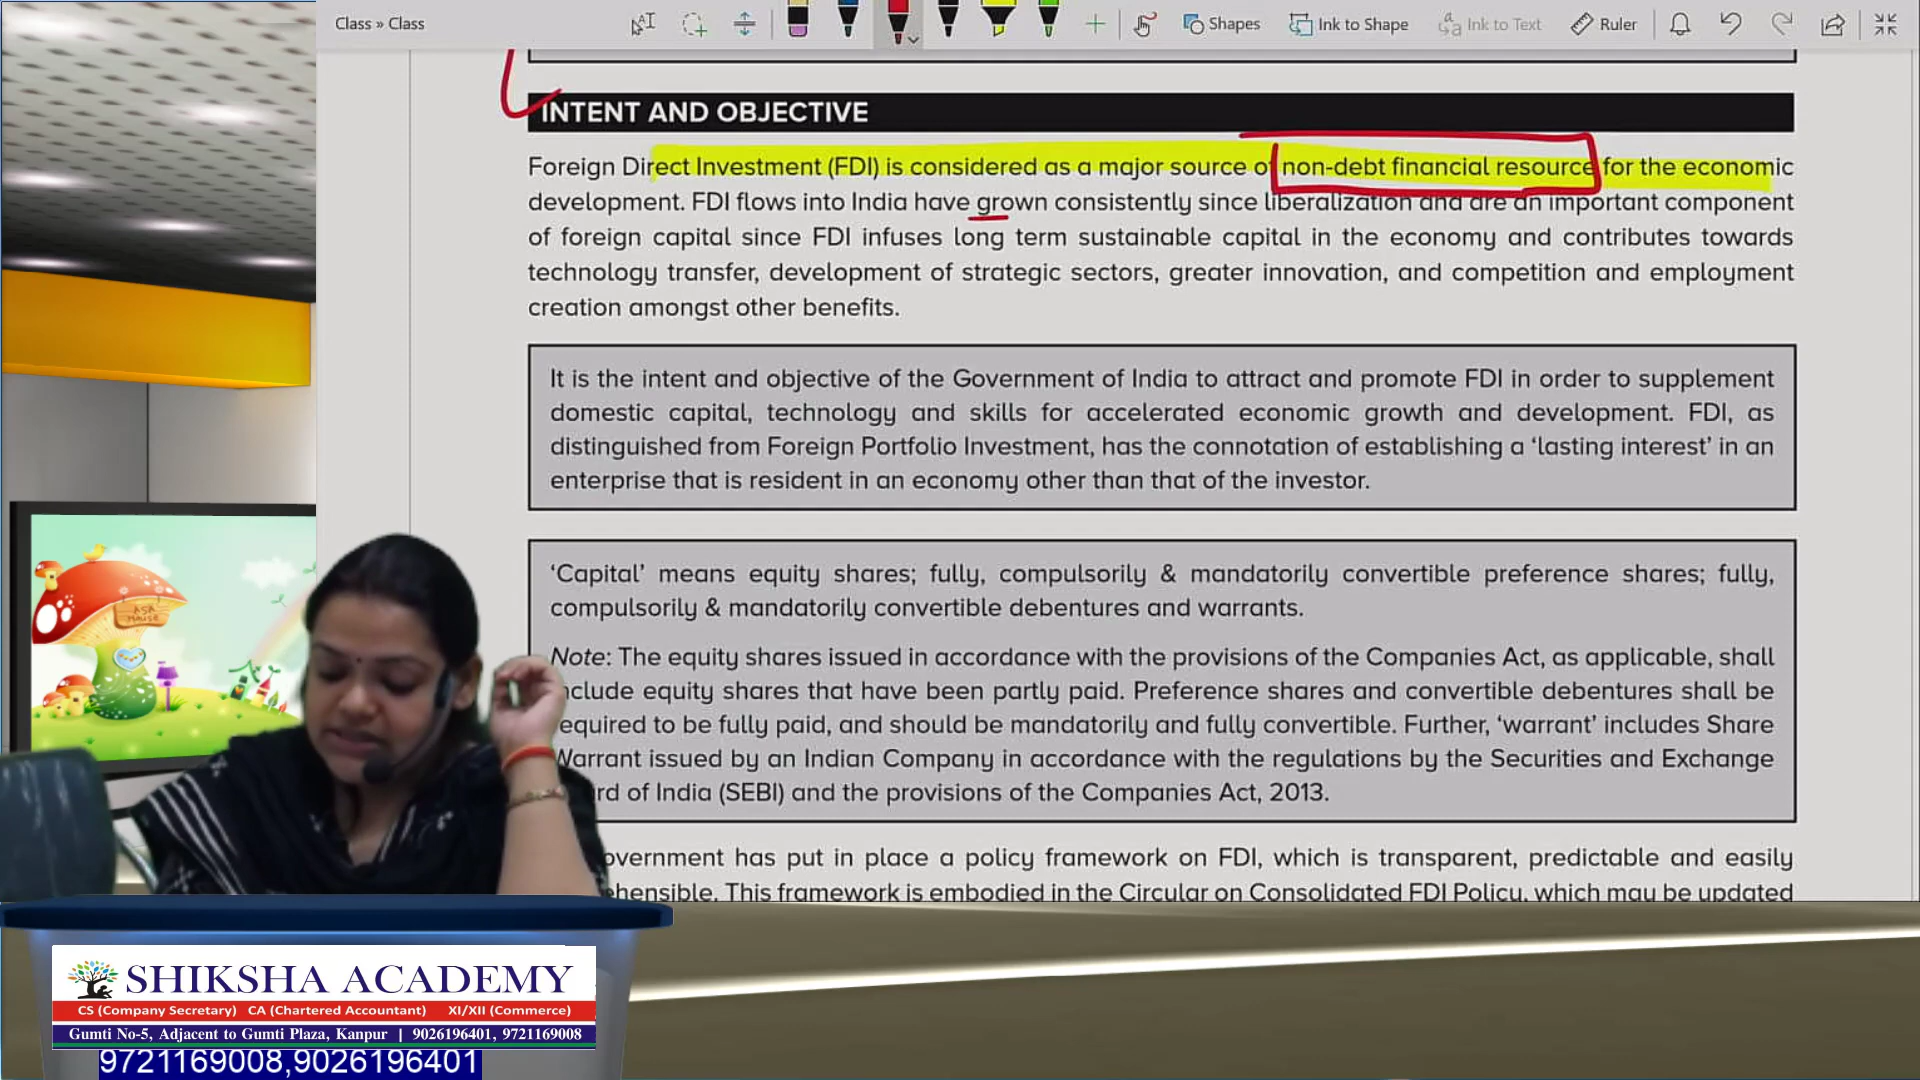 Class » Class
Shapes
Ink to Shape
Ink to Text
Ruler
INTENT AND OBJECTIVE
Foreign Direct Investment (FDI) is considered as a major source of non-debt financial resource for the economic
development. FDI flows into India have grown consistently since liberalization and are an important component
of foreign capital since FDI infuses long term sustainable capital in the economy and contributes towards
technology transfer, development of strategic sectors, greater innovation, and competition and employment
creation amongst other benefits.
It is the intent and objective of the Government of India to attract and promote FDI in order to supplement
domestic capital, technology and skills for accelerated economic growth and development. FDI, as
distinguished from Foreign Portfolio Investment, has the connotation of establishing a ‘lasting interest’ in an
enterprise that is resident in an economy other than that of the investor.
‘Capital’ means equity shares; fully, compulsorily & mandatorily convertible preference shares; fully,
compulsorily & mandatorily convertible debentures and warrants.
Note: The equity shares issued in accordance with the provisions of the Companies Act, as applicable, shall
nclude equity shares that have been partly paid. Preference shares and convertible debentures shall be
equired to be fully paid, and should be mandatorily and fully convertible. Further, ‘warrant’ includes Share
Warrant issued by an Indian Company in accordance with the regulations by the Securities and Exchange
rd of India (SEBI) and the provisions of the Companies Act, 2013.
overnment has put in place a policy framework on FDI, which is transparent, predictable and easily
ehensible. This framework is embodied in the Circular on Consolidated FDI Policy, which may be updated
ASA
MAUSE
SHIKSHA ACADEMY
CS (Company Secretary) CA (Chartered Accountant) XI/XII (Commerce)
Gumti No-5, Adjacent to Gumti Plaza, Kanpur | 9026196401, 9721169008
9721169008,9026196401